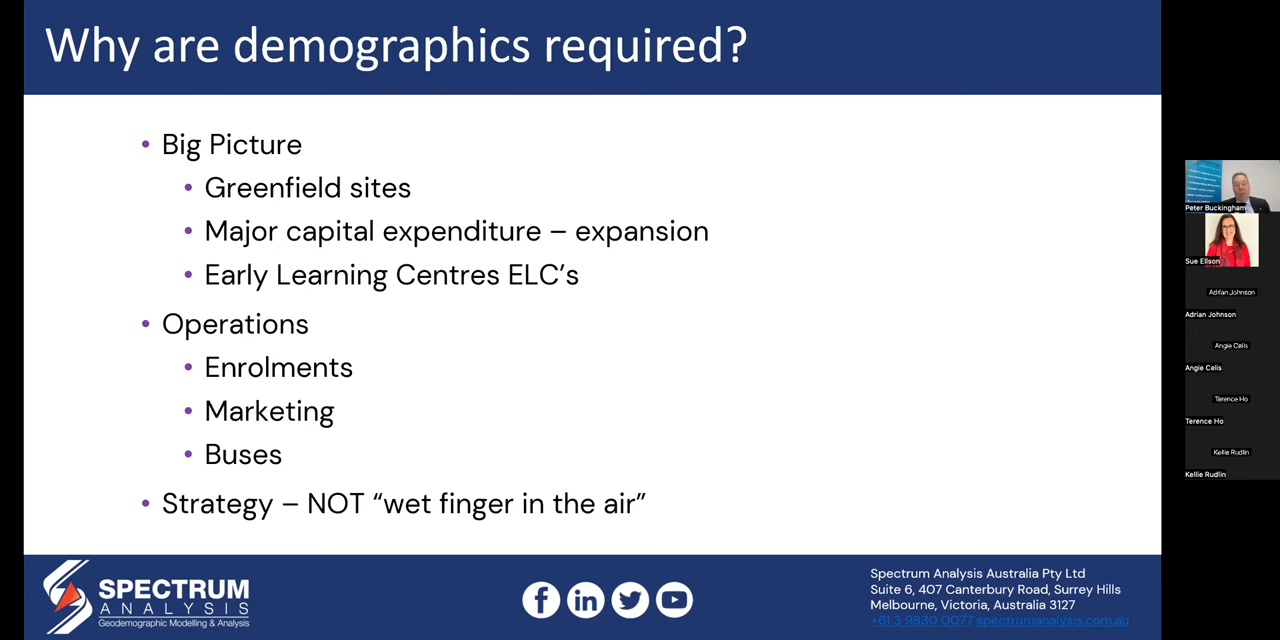 Why are demographics required?
• Big Picture
• Greenfield sites
• Major capital expenditure – expansion
• Early Learning Centres ELC’s
• Operations
• Enrolments
• Marketing
• Buses
• Strategy – NOT “wet finger in the air”
SPECTRUM
ANALYSIS
Geodemographic Modelling & Analysis
Spectrum Analysis Australia Pty Ltd
Suite 6, 407 Canterbury Road, Surrey Hills
Melbourne, Victoria, Australia 3127
+61 3 9830 0077 spectrumanalysis.com.au
Peter Buckingham
Sue Ellson
Adrian Johnson
Adrian Johnson
Angie Celis
Angie Celis
Terence Ho
Terence Ho
Kellie Rudlin
Kellie Rudlin